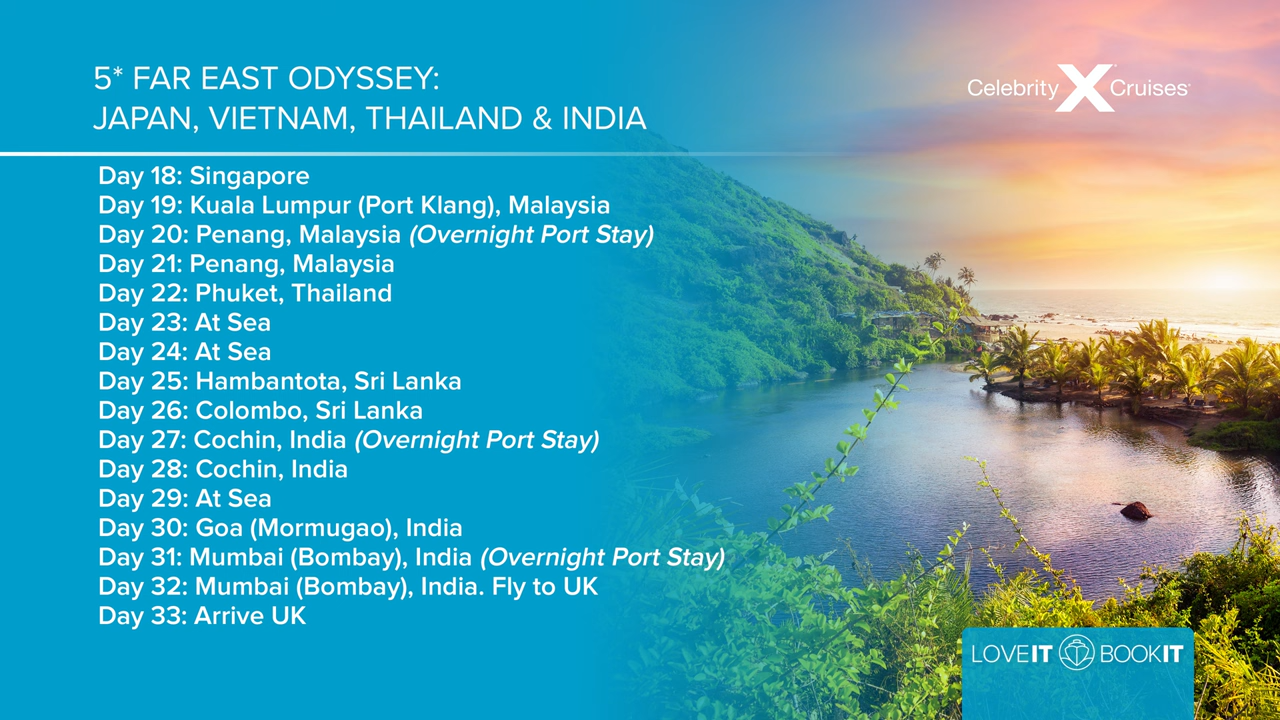 5* FAR EAST ODYSSEY:
JAPAN, VIETNAM, THAILAND & INDIA
Celebrity X Cruises
Day 18: Singapore
Day 19: Kuala Lumpur (Port Klang), Malaysia
Day 20: Penang, Malaysia (Overnight Port Stay)
Day 21: Penang, Malaysia
Day 22: Phuket, Thailand
Day 23: At Sea
Day 24: At Sea
Day 25: Hambantota, Sri Lanka
Day 26: Colombo, Sri Lanka
Day 27: Cochin, India (Overnight Port Stay)
Day 28: Cochin, India
Day 29: At Sea
Day 30: Goa (Mormugao), India
Day 31: Mumbai (Bombay), India (Overnight Port Stay)
Day 32: Mumbai (Bombay), India. Fly to UK
Day 33: Arrive UK
LOVEIT BOOKIT